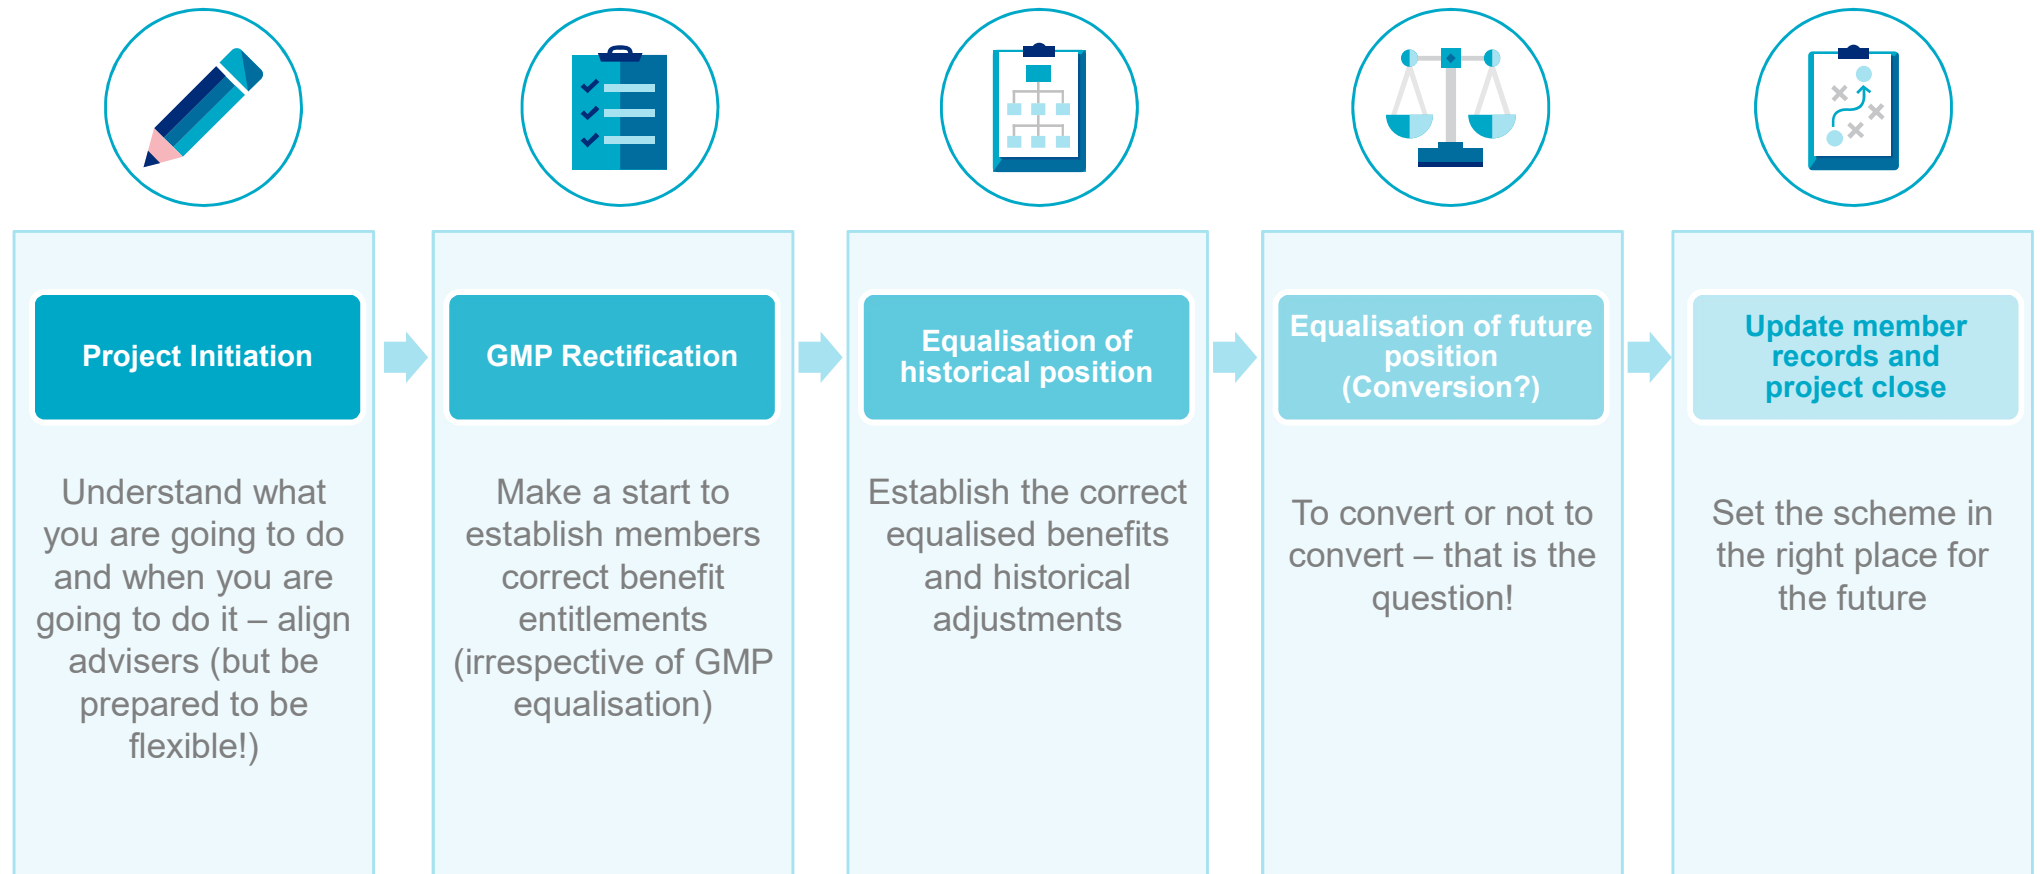 Project Initiation
Understand what
you are going to do
and when you are
going to do it – align
advisers (but be
prepared to be
flexible!)
GMP Rectification
Make a start to
establish members
correct benefit
entitlements
(irrespective of GMP
equalisation)
Equalisation of
historical position
Establish the correct
equalised benefits
and historical
adjustments
Equalisation of future
position
(Conversion?)
To convert or not to
convert – that is the
question!
Update member
records and
project close
Set the scheme in
the right place for
the future